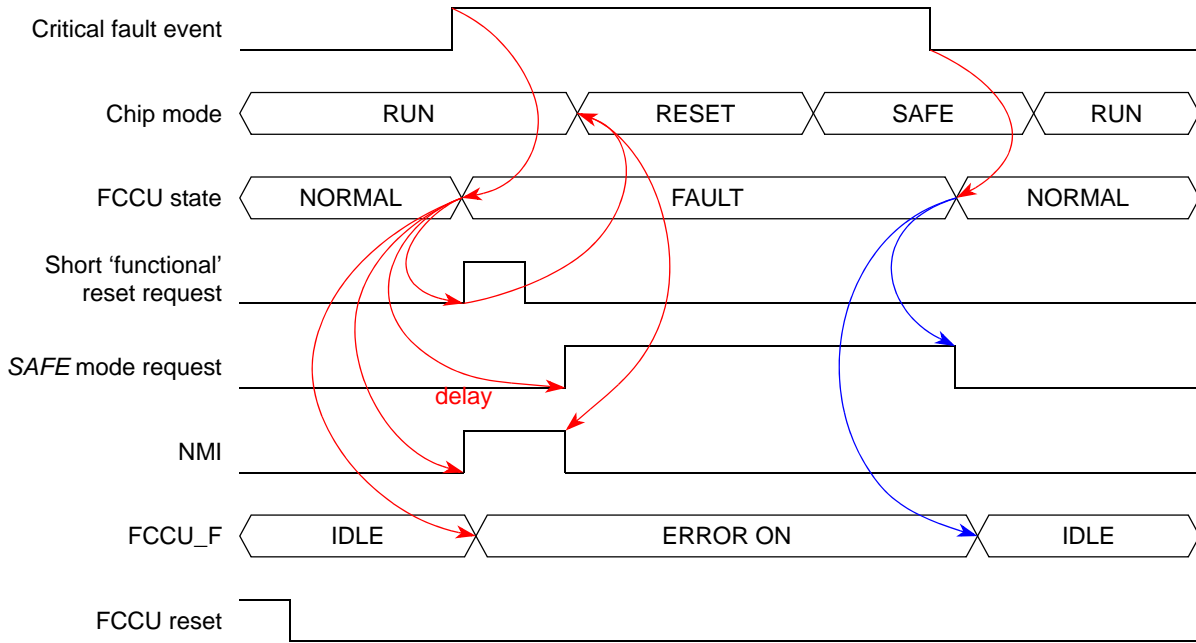 Critical fault event
Chip mode
RUN
RESET
SAFE
RUN
FCCU state
NORMAL
FAULT
NORMAL
Short ‘functional’
reset request
SAFE mode request
delay
NMI
FCCU_F
IDLE
ERROR ON
IDLE
FCCU reset